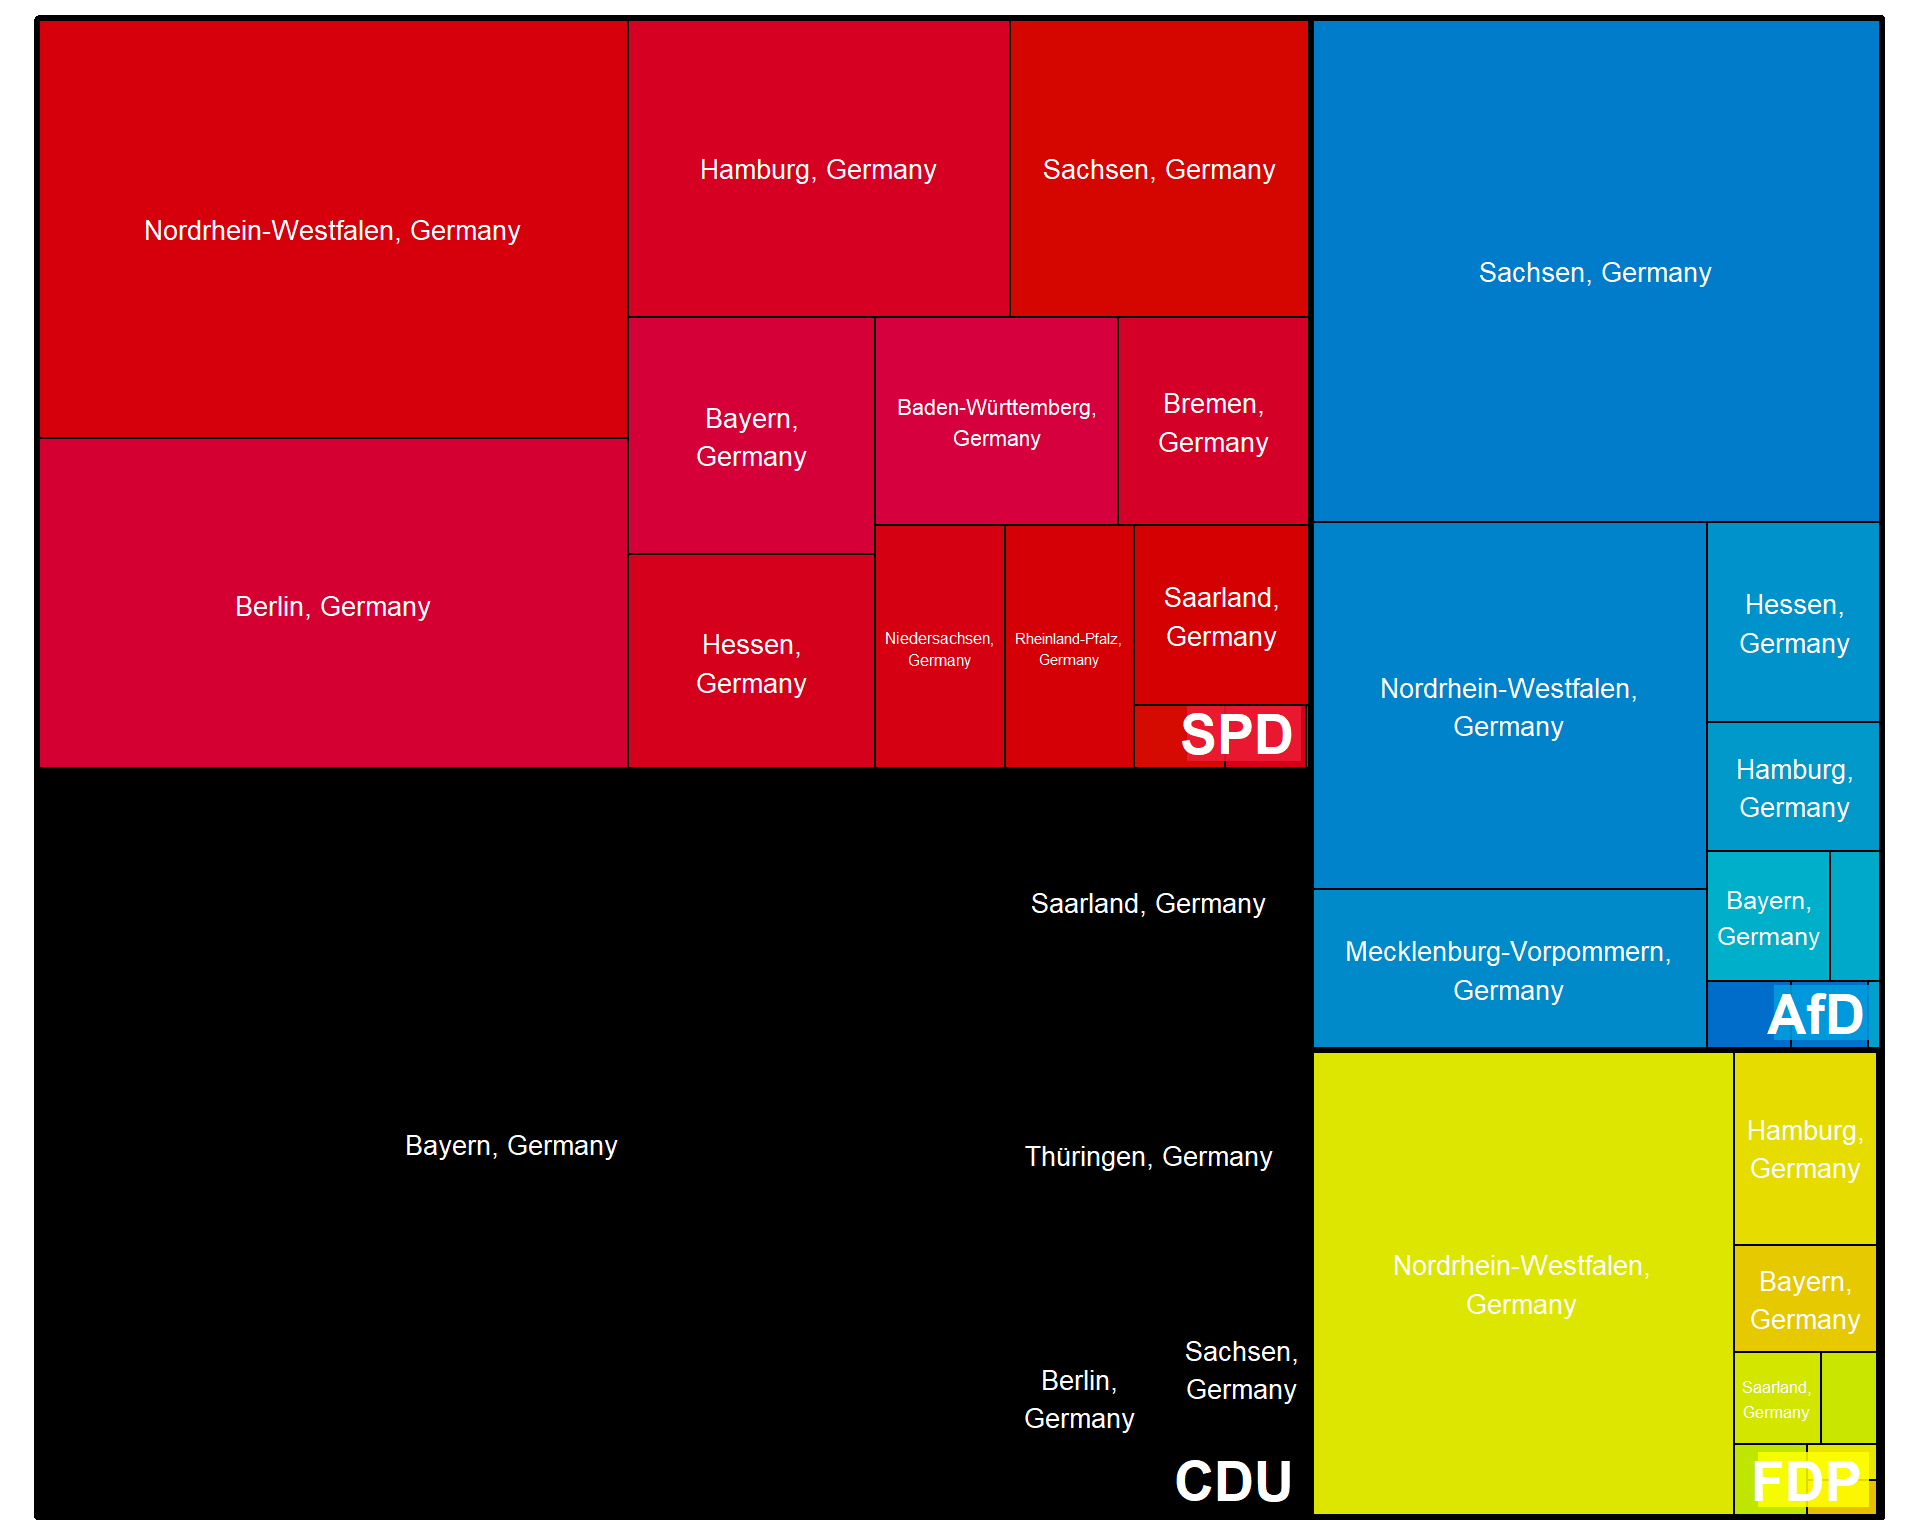 Nordrhein-Westfalen, Germany
Hamburg, Germany
Sachsen, Germany
Berlin, Germany
Bayern,
Germany
Baden-Württemberg,
Germany
Bremen,
Germany
Hessen,
Germany
Niedersachsen,
Germany
Rheinland-Pfalz,
Germany
Saarland,
Germany
SPD
Bayern, Germany
Saarland, Germany
Thüringen, Germany
Berlin,
Germany
Sachsen,
Germany
CDU
Sachsen, Germany
Nordrhein-Westfalen,
Germany
Hessen,
Germany
Hamburg,
Germany
Mecklenburg-Vorpommern,
Germany
Bayern,
Germany
AfD
Nordrhein-Westfalen,
Germany
Hamburg,
Germany
Bayern,
Germany
Saarland,
Germany
FDP